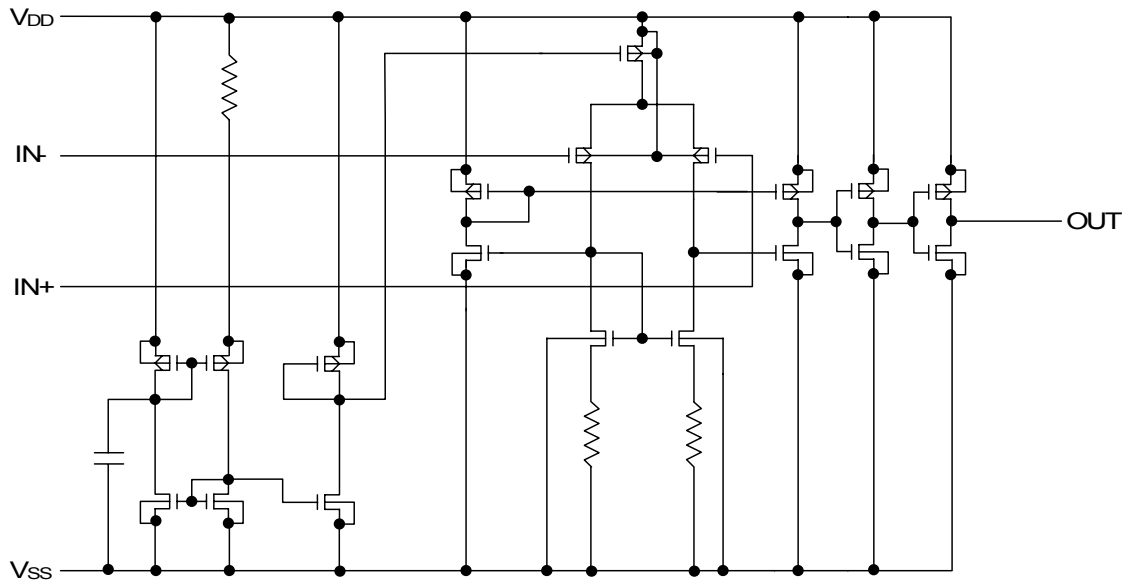 VDD
IN-
OUT
IN+
VSS